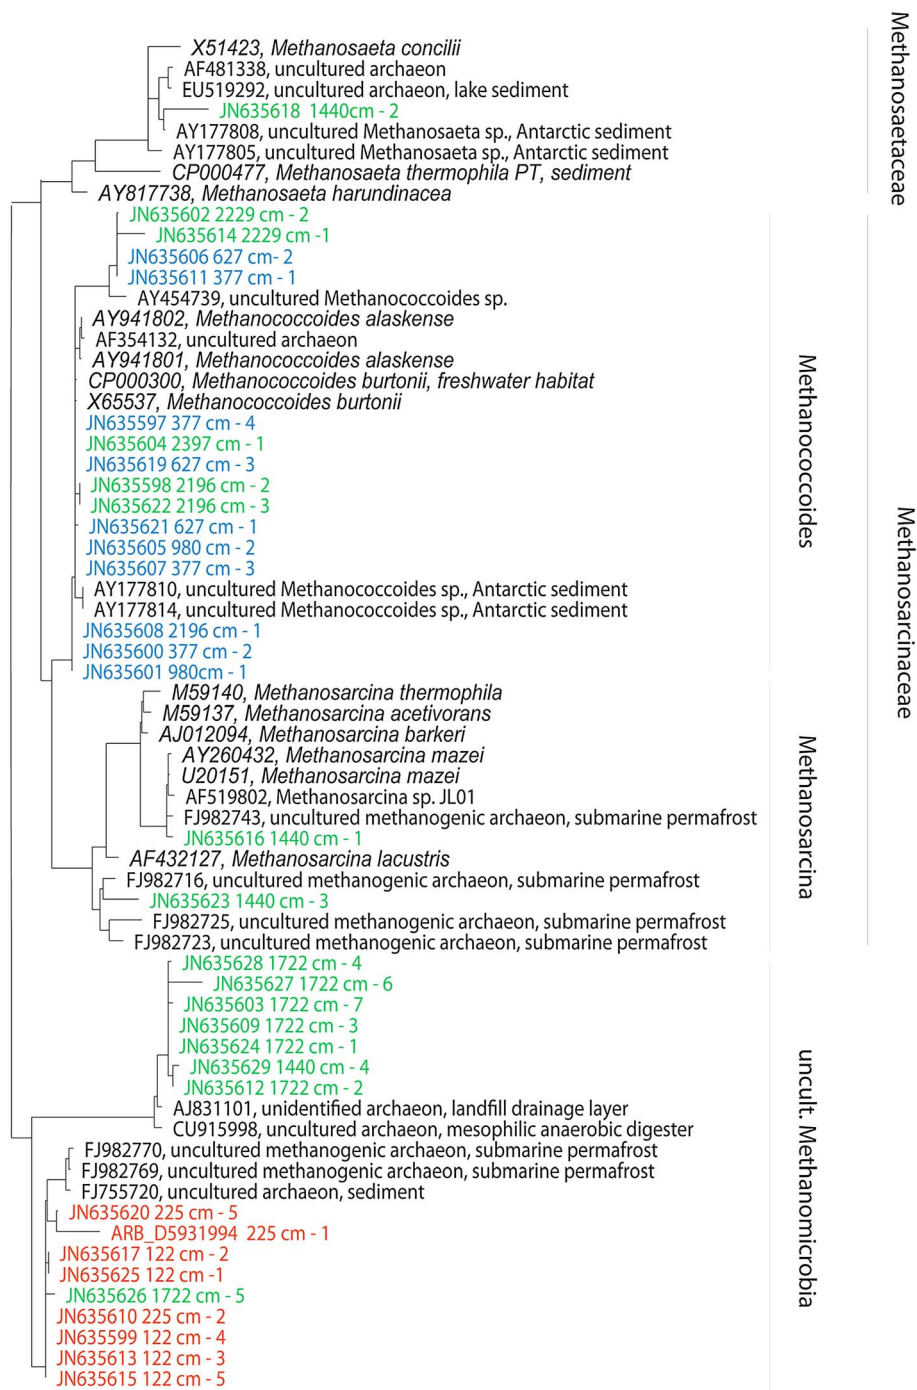 X51423, Methanosaeta concilii
AF481338, uncultured archaeon
EU519292, uncultured archaeon, lake sediment
JN635618 1440cm - 2
AY177808, uncultured Methanosaeta sp., Antarctic sediment
AY177805, uncultured Methanosaeta sp., Antarctic sediment
CP000477, Methanosaeta thermophila PT, sediment
AY817738, Methanosaeta harundinacea
Methanosaetaceae
JN635602 2229 cm - 2
JN635614 2229 cm -1
JN635606 627 cm- 2
JN635611 377 cm - 1
AY454739, uncultured Methanococcoides sp.
AY941802, Methanococcoides alaskense
AF354132, uncultured archaeon
AY941801, Methanococcoides alaskense
CP000300, Methanococcoides burtonii, freshwater habitat
X65537, Methanococcoides burtonii
JN635597 377 cm - 4
JN635604 2397 cm - 1
JN635619 627 cm - 3
JN635598 2196 cm - 2
JN635622 2196 cm - 3
JN635621 627 cm - 1
JN635605 980 cm - 2
JN635607 377 cm - 3
AY177810, uncultured Methanococcoides sp., Antarctic sediment
AY177814, uncultured Methanococcoides sp., Antarctic sediment
JN635608 2196 cm - 1
JN635600 377 cm - 2
JN635601 980cm - 1
Methanococcoides
Methanosarcinaceae
M59140, Methanosarcina thermophila
M59137, Methanosarcina acetivorans
AJ012094, Methanosarcina barkeri
AY260432, Methanosarcina mazei
U20151, Methanosarcina mazei
AF519802, Methanosarcina sp. JL01
FJ982743, uncultured methanogenic archaeon, submarine permafrost
JN635616 1440 cm - 1
AF432127, Methanosarcina lacustris
FJ982716, uncultured methanogenic archaeon, submarine permafrost
JN635623 1440 cm - 3
FJ982725, uncultured methanogenic archaeon, submarine permafrost
FJ982723, uncultured methanogenic archaeon, submarine permafrost
Methanosarcina
JN635628 1722 cm - 4
JN635627 1722 cm - 6
JN635603 1722 cm - 7
JN635609 1722 cm - 3
JN635624 1722 cm - 1
JN635629 1440 cm - 4
JN635612 1722 cm - 2
AJ831101, unidentified archaeon, landfill drainage layer
CU915998, uncultured archaeon, mesophilic anaerobic digester
FJ982770, uncultured methanogenic archaeon, submarine permafrost
FJ982769, uncultured methanogenic archaeon, submarine permafrost
FJ755720, uncultured archaeon, sediment
JN635620 225 cm - 5
ARB_D5931994 225 cm - 1
JN635617 122 cm - 2
JN635625 122 cm -1
JN635626 1722 cm - 5
JN635610 225 cm - 2
JN635599 122 cm - 4
JN635613 122 cm - 3
JN635615 122 cm - 5
uncult. Methanomicrobia